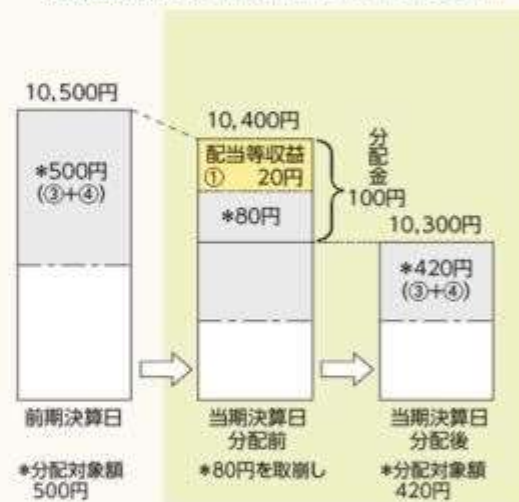 10,500円
*500円
(③+④)
10,400円
配当等収益
① 20円
*80円
分配金
100円
10,300円
*420円
(③+④)
前期決算日
当期決算日
分配前
当期決算日
分配後
*分配対象額
500円
*80円を取崩し
*分配対象額
420円